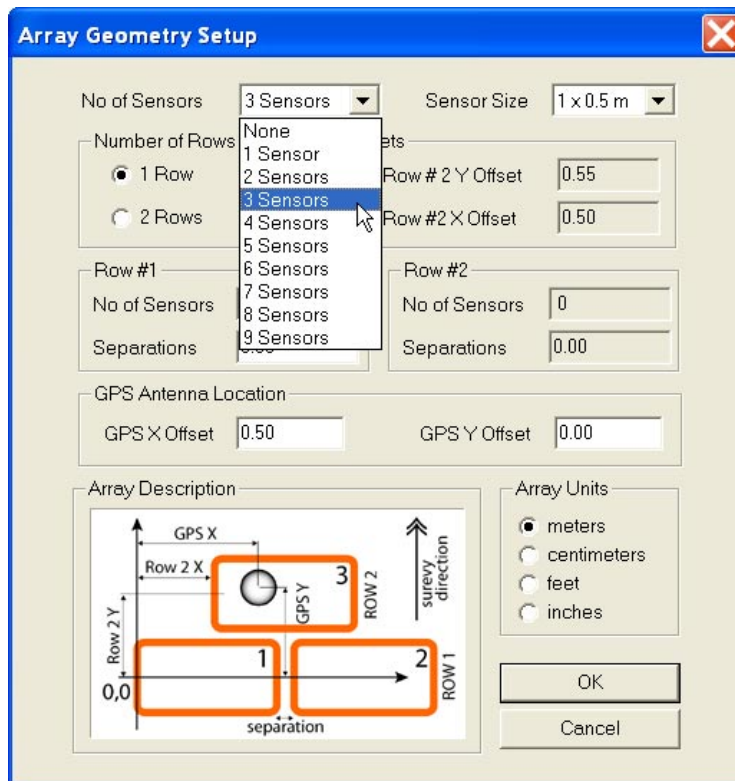 Array Geometry Setup
No of Sensors 3 Sensors Sensor Size 1 x 0.5 m
None
1 Sensor
2 Sensors
3 Sensors
4 Sensors
5 Sensors
6 Sensors
7 Sensors
8 Sensors
9 Sensors
Number of Rows
1 Row Row # 2 Y Offset 0.55
2 Rows Row #2 X Offset 0.50
Row #1
No of Sensors
Separations
Row #2
No of Sensors 0
Separations 0.00
GPS Antenna Location
GPS X Offset 0.50 GPS Y Offset 0.00
Array Description
GPS X
Row 2 X
Row 2 Y
GPS Y
3
ROW 2
surevy
direction
1
2
ROW 1
0,0
separation
Array Units
meters
centimeters
feet
inches
OK
Cancel